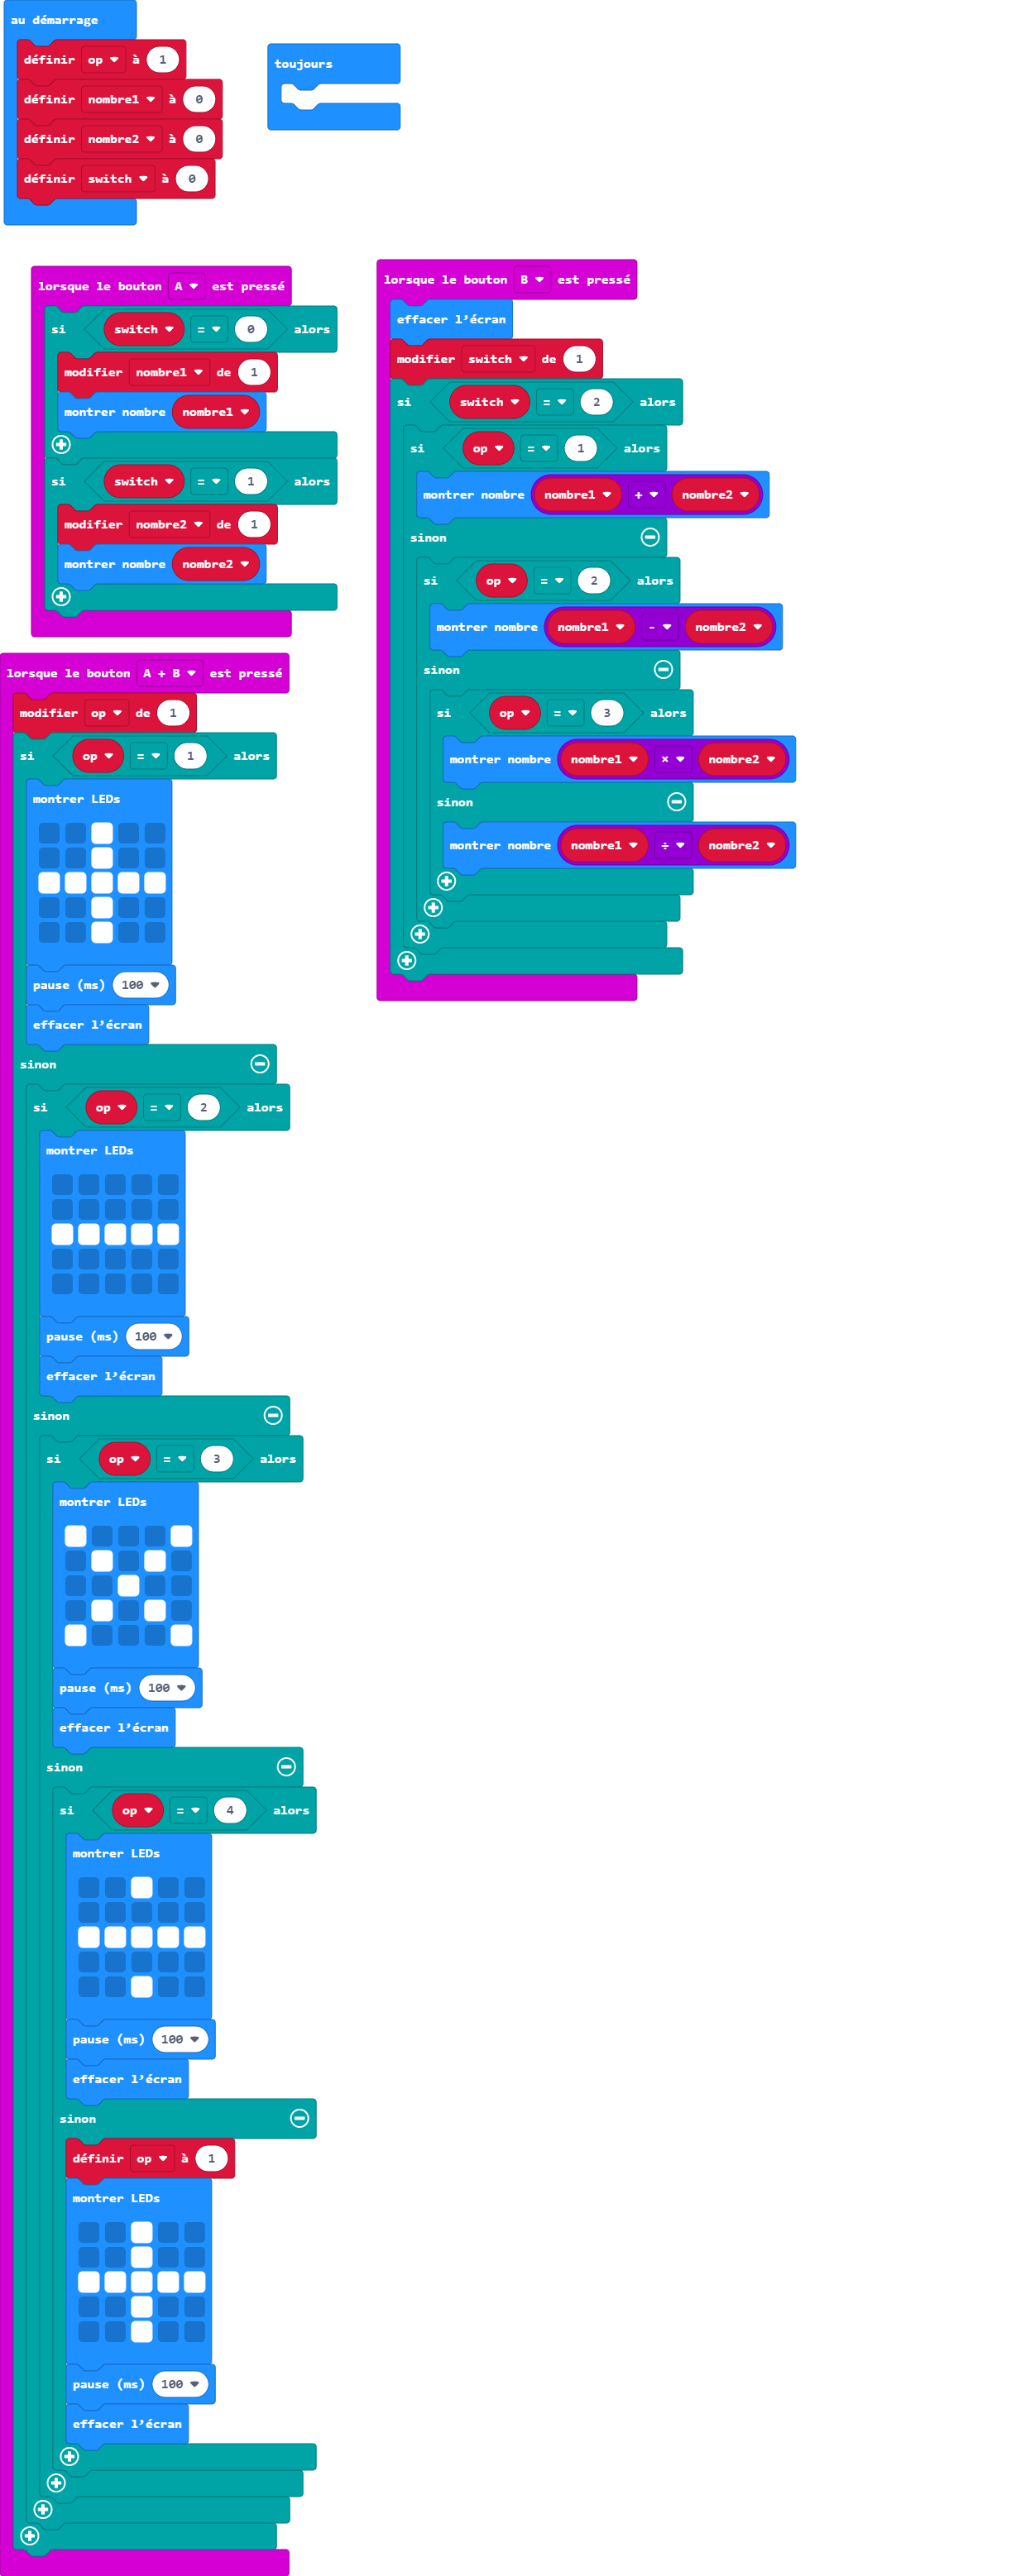 au démarrage
définir op à 1
définir nombre1 à 0
définir nombre2 à 0
définir switch à 0
toujours
lorsque le bouton A est pressé
si switch = 0 alors
modifier nombre1 de 1
montrer nombre nombre1
si switch = 1 alors
modifier nombre2 de 1
montrer nombre nombre2
lorsque le bouton B est pressé
effacer l'écran
modifier switch de 1
si switch = 2 alors
si op = 1 alors
montrer nombre nombre1 + nombre2
sinon
si op = 2 alors
montrer nombre nombre1 - nombre2
sinon
si op = 3 alors
montrer nombre nombre1 × nombre2
sinon
montrer nombre nombre1 ÷ nombre2
lorsque le bouton A + B est pressé
modifier op de 1
si op = 1 alors
montrer LEDs
pause (ms) 100
effacer l'écran
sinon
si op = 2 alors
montrer LEDs
pause (ms) 100
effacer l'écran
sinon
si op = 3 alors
montrer LEDs
pause (ms) 100
effacer l'écran
sinon
si op = 4 alors
montrer LEDs
pause (ms) 100
effacer l'écran
sinon
définir op à 1
montrer LEDs
pause (ms) 100
effacer l'écran